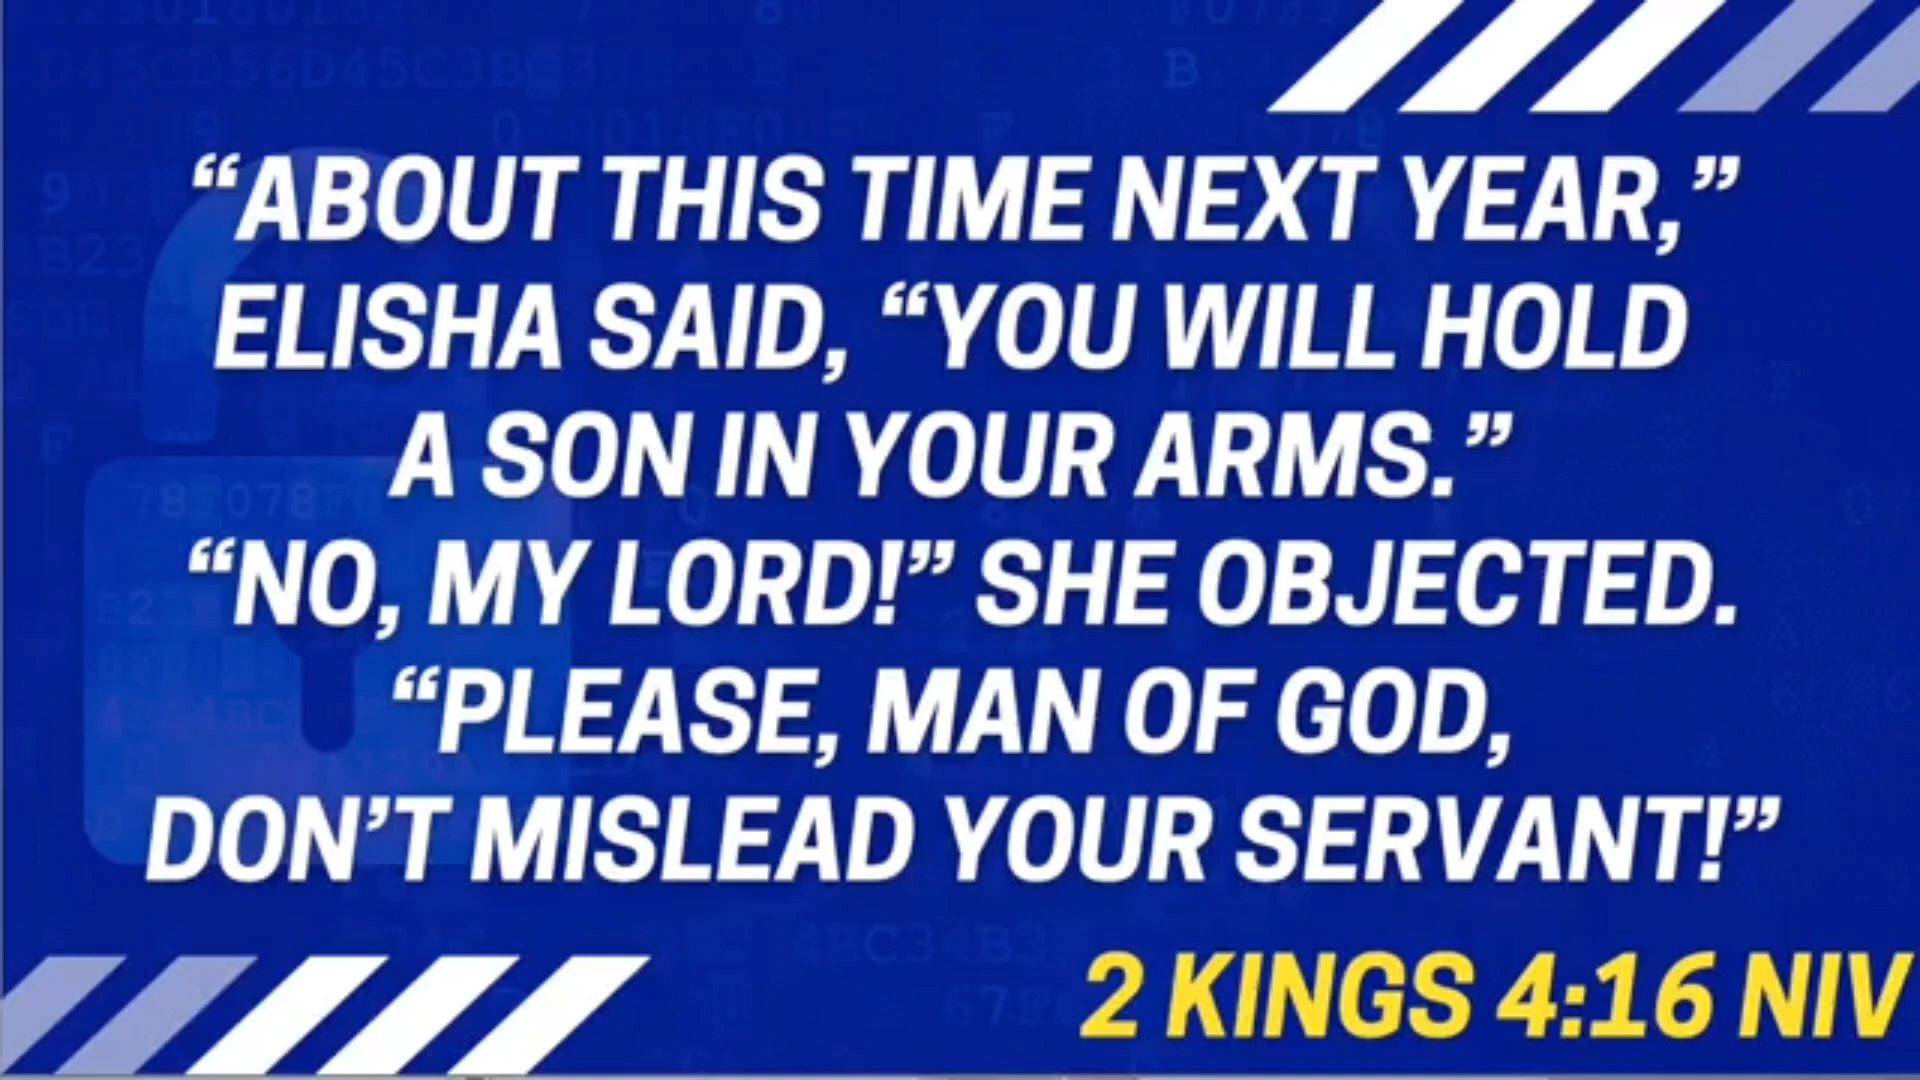 “ABOUT THIS TIME NEXT YEAR,”
ELISHA SAID, “YOU WILL HOLD
A SON IN YOUR ARMS.”
“NO, MY LORD!” SHE OBJECTED.
“PLEASE, MAN OF GOD,
DON’T MISLEAD YOUR SERVANT!”
2 KINGS 4:16 NIV